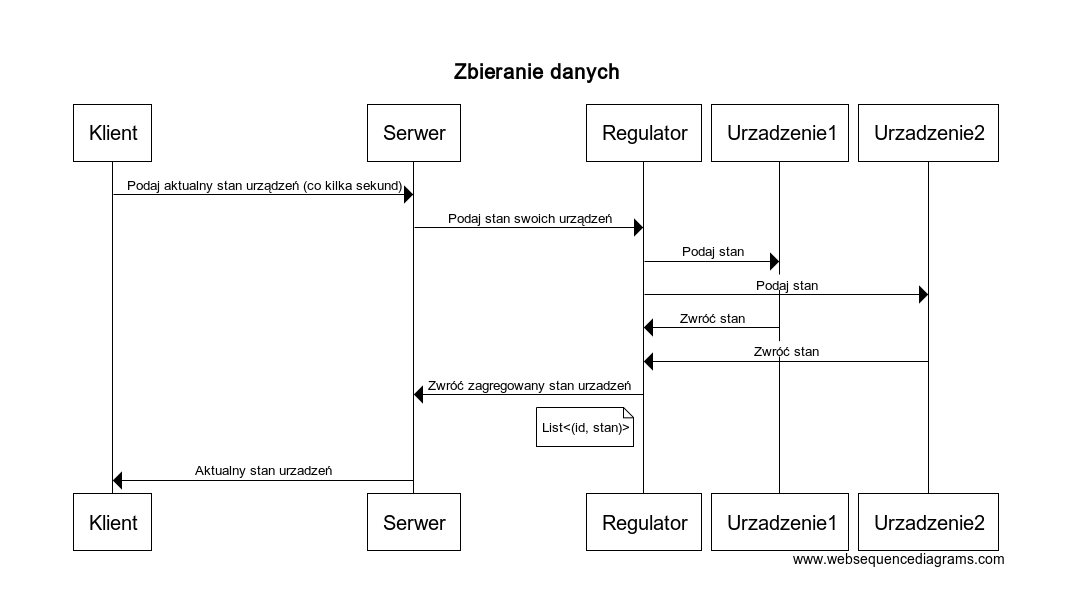 Zbieranie danych
Klient
Serwer
Regulator
Urzadzenie1
Urzadzenie2
Podaj aktualny stan urządzeń (co kilka sekund)
Podaj stan swoich urządzeń
Podaj stan
Podaj stan
Zwróć stan
Zwróć stan
Zwróć zagregowany stan urzadzeń
List<(id, stan)>
Aktualny stan urzadzeń
Klient
Serwer
Regulator
Urzadzenie1
Urzadzenie2
www.websequencediagrams.com